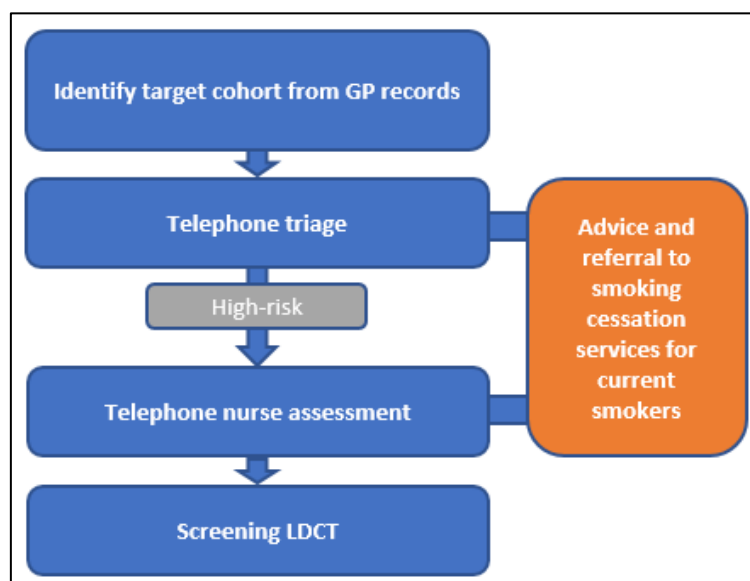 Identify target cohort from GP records
Telephone triage
High-risk
Telephone nurse assessment
Screening LDCT
Advice and
referral to
smoking
cessation
services for
current
smokers